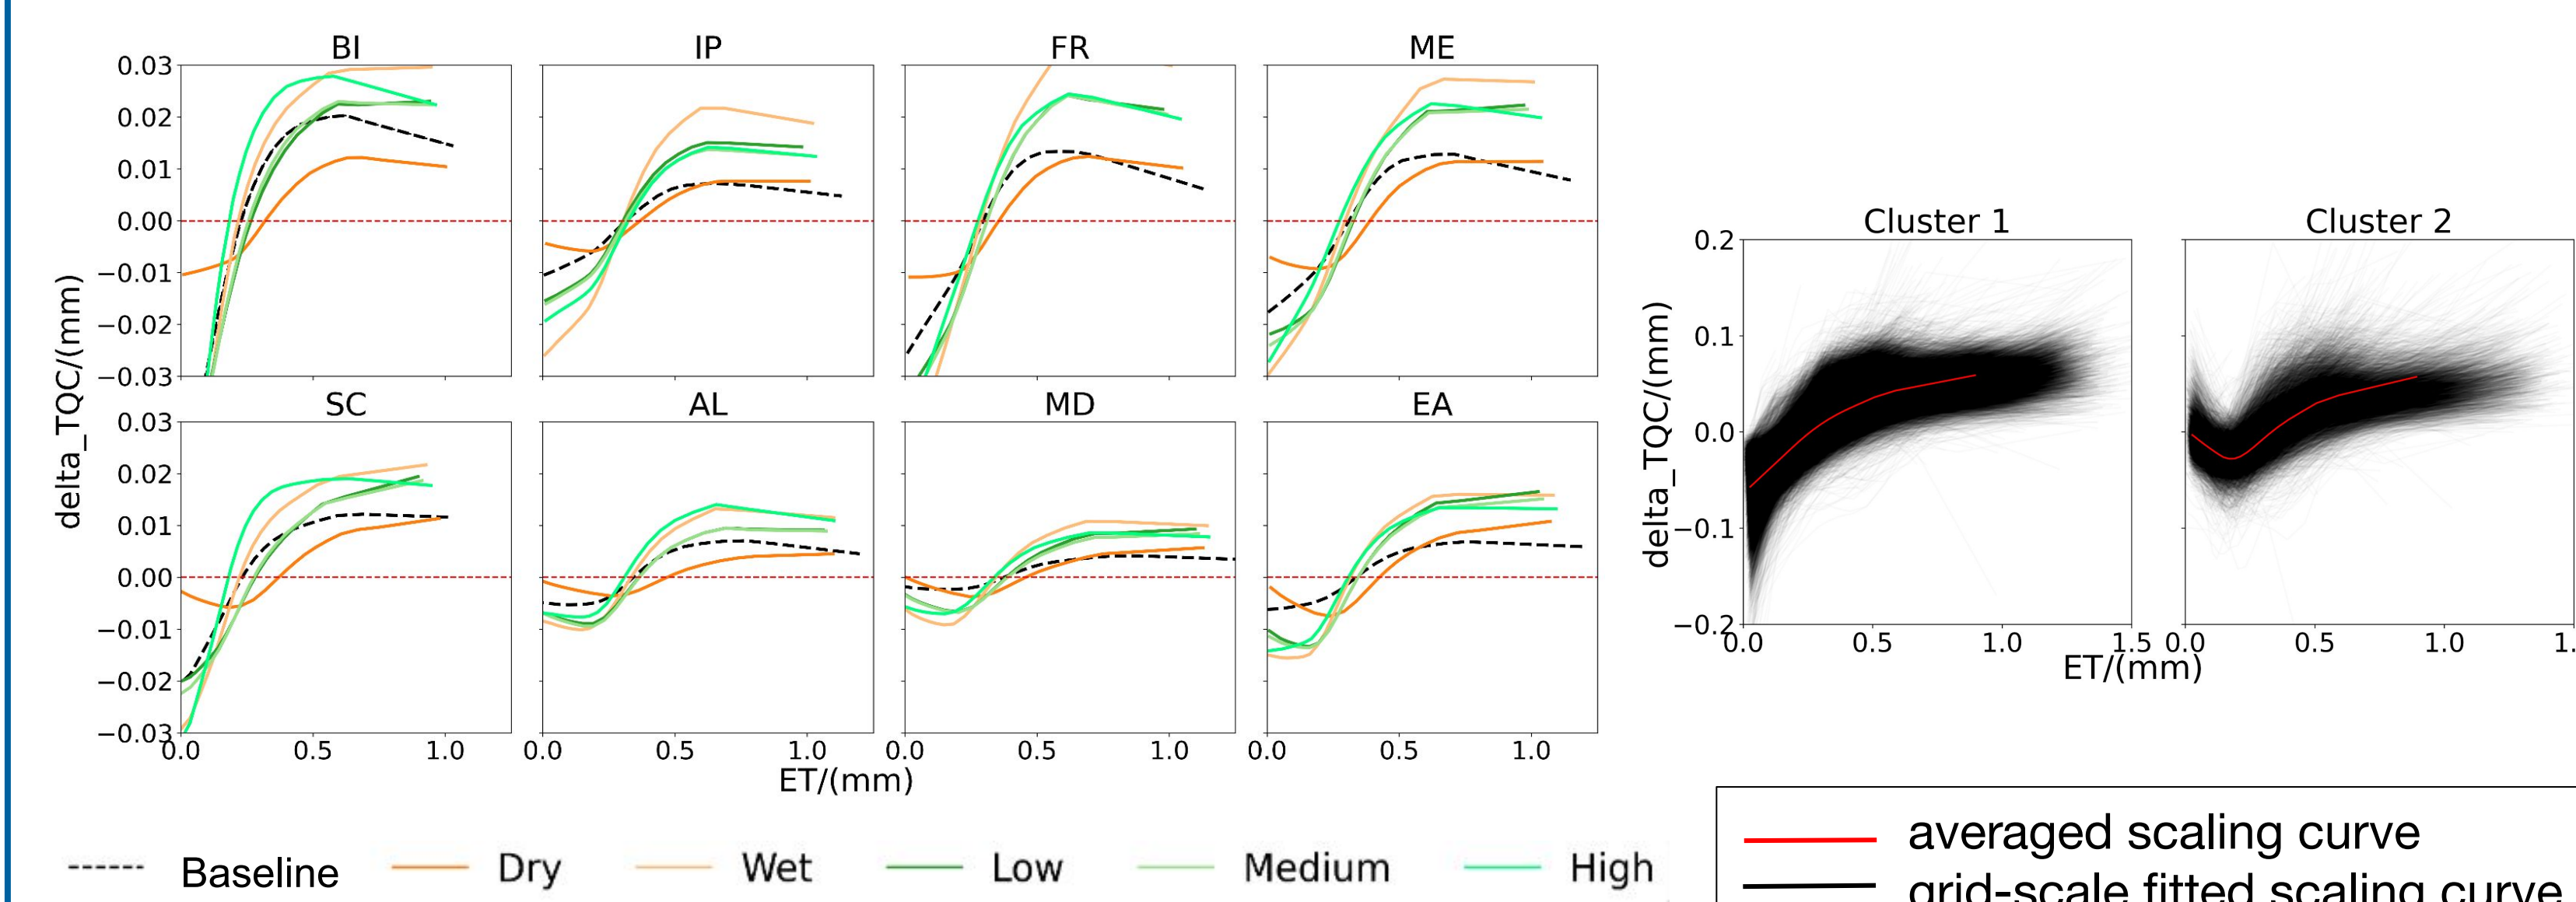 BI IP FR ME
0.03
0.02
0.01
0.00
−0.01
−0.02
−0.03
SC AL MD EA
0.03
0.02
0.01
0.00
−0.01
−0.02
−0.03
0.0 0.5 1.0 0.0 0.5 1.0 0.0 0.5 1.0 0.0 0.5 1.0
delta_TQC/(mm)
ET/(mm)
Baseline Dry Wet Low Medium High
Cluster 1 Cluster 2
0.2
0.1
0.0
−0.1
−0.2
0.0 0.5 1.0 1.5 0.0 0.5 1.0 1.
delta_TQC/(mm)
ET/(mm)
averaged scaling curve
grid-scale fitted scaling curve